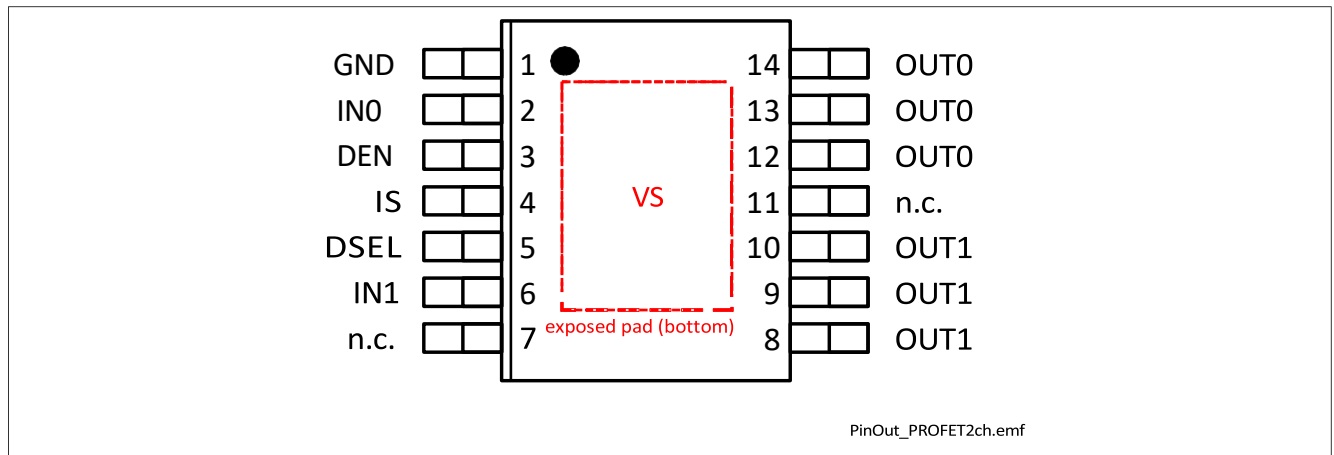 GND 1 14 OUT0
IN0 2 13 OUT0
DEN 3 12 OUT0
IS 4 VS 11 n.c.
DSEL 5 10 OUT1
IN1 6 9 OUT1
n.c. 7 exposed pad (bottom) 8 OUT1
PinOut_PROFET2ch.emf